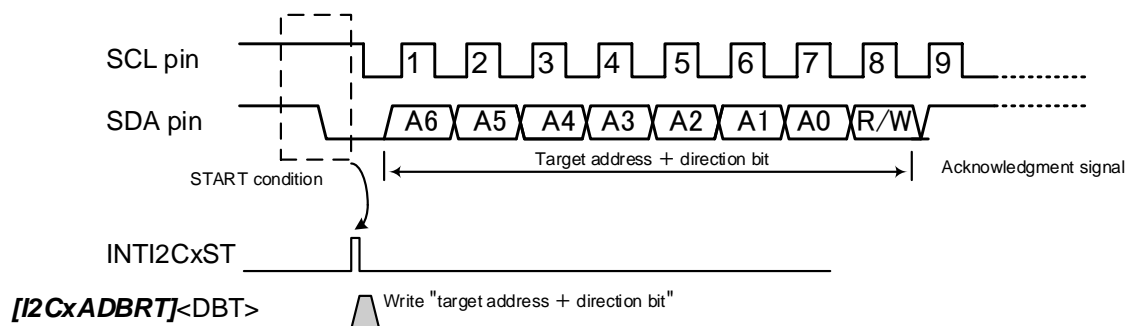 SCL pin 1 2 3 4 5 6 7 8 9
SDA pin A6 A5 A4 A3 A2 A1 A0 R/W
Target address + direction bit
START condition
Acknowledgment signal
INTI2CxST
[I2CxADBRT]<DBT> Write "target address + direction bit"